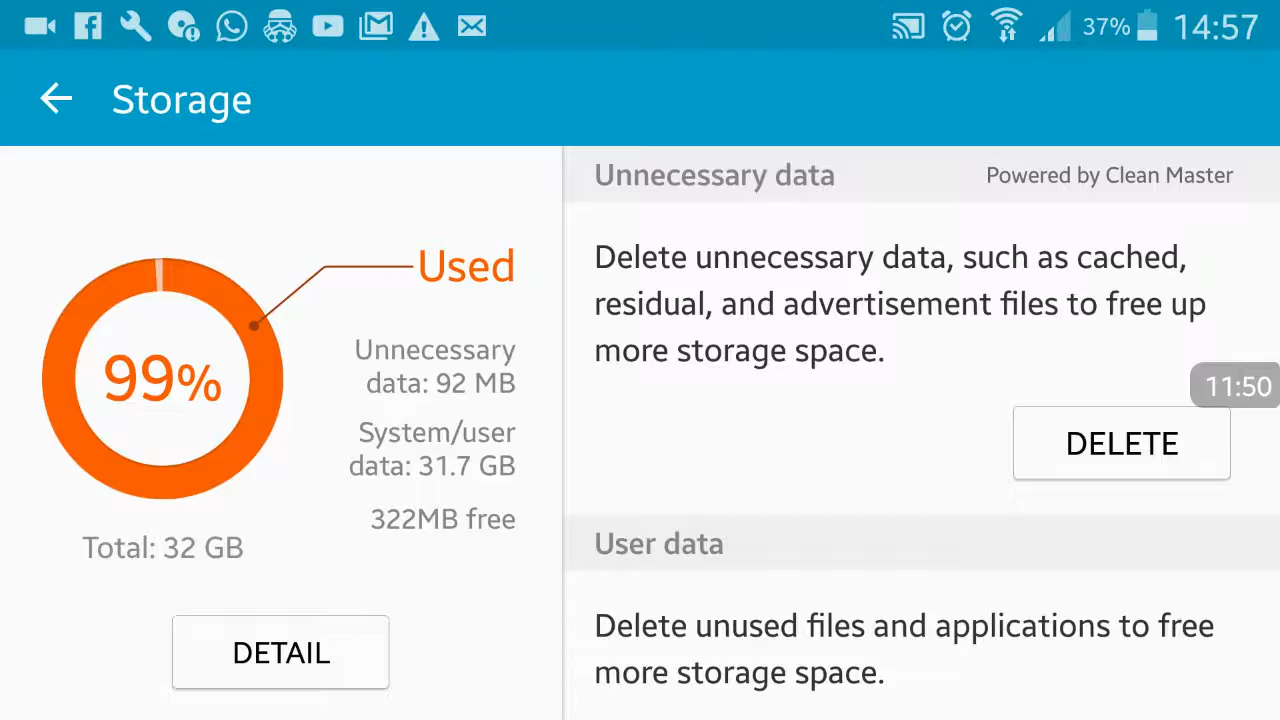 37% 14:57
Storage
Used
99%
Unnecessary
data: 92 MB
System/user
data: 31.7 GB
322MB free
Total: 32 GB
DETAIL
Unnecessary data Powered by Clean Master
Delete unnecessary data, such as cached,
residual, and advertisement files to free up
more storage space.
11:50
DELETE
User data
Delete unused files and applications to free
more storage space.